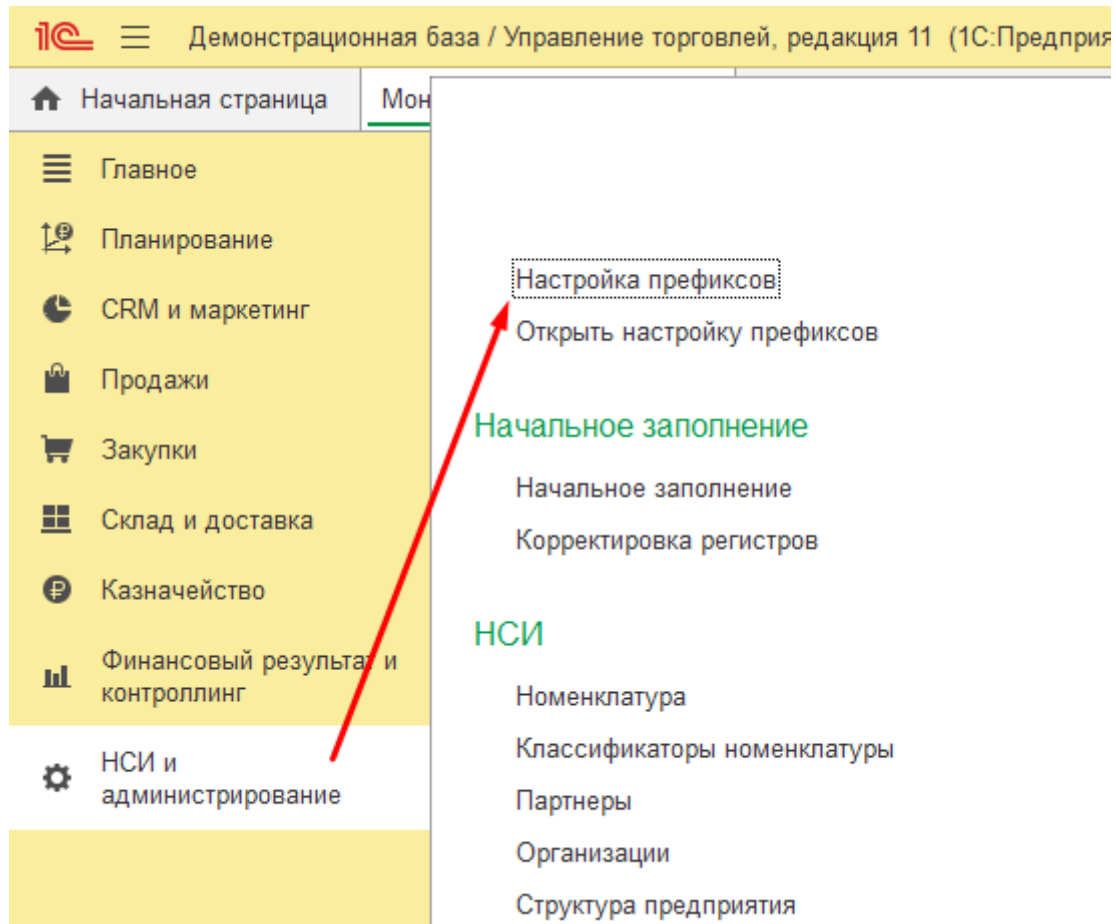 1С Демонстрационная база / Управление торговлей, редакция 11 (1С:Предприя
Начальная страница Мон
Главное
Планирование
CRM и маркетинг
Продажи
Закупки
Склад и доставка
Казначейство
Финансовый результат и
контроллинг
НСИ и
администрирование
Настройка префиксов
Открыть настройку префиксов
Начальное заполнение
Начальное заполнение
Корректировка регистров
НСИ
Номенклатура
Классификаторы номенклатуры
Партнеры
Организации
Структура предприятия